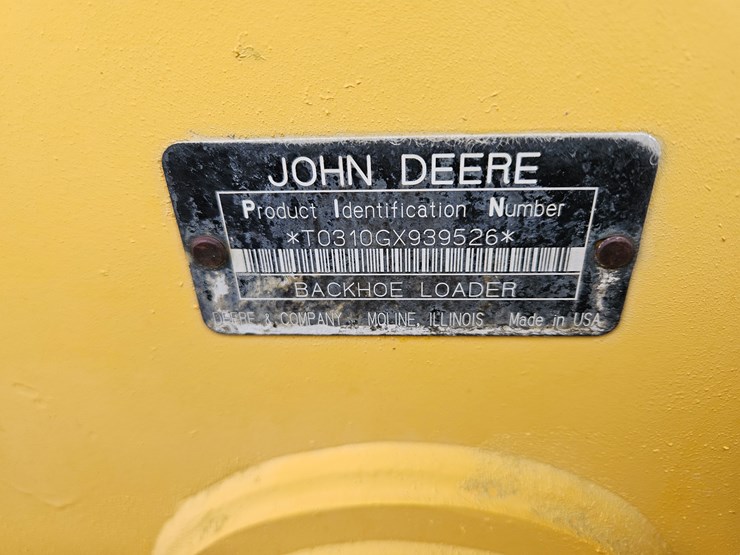 JOHN DEERE
Product Identification Number
*T0310GX939526*
BACKHOE LOADER
DEERE & COMPANY MOLINE, ILLINOIS Made in USA